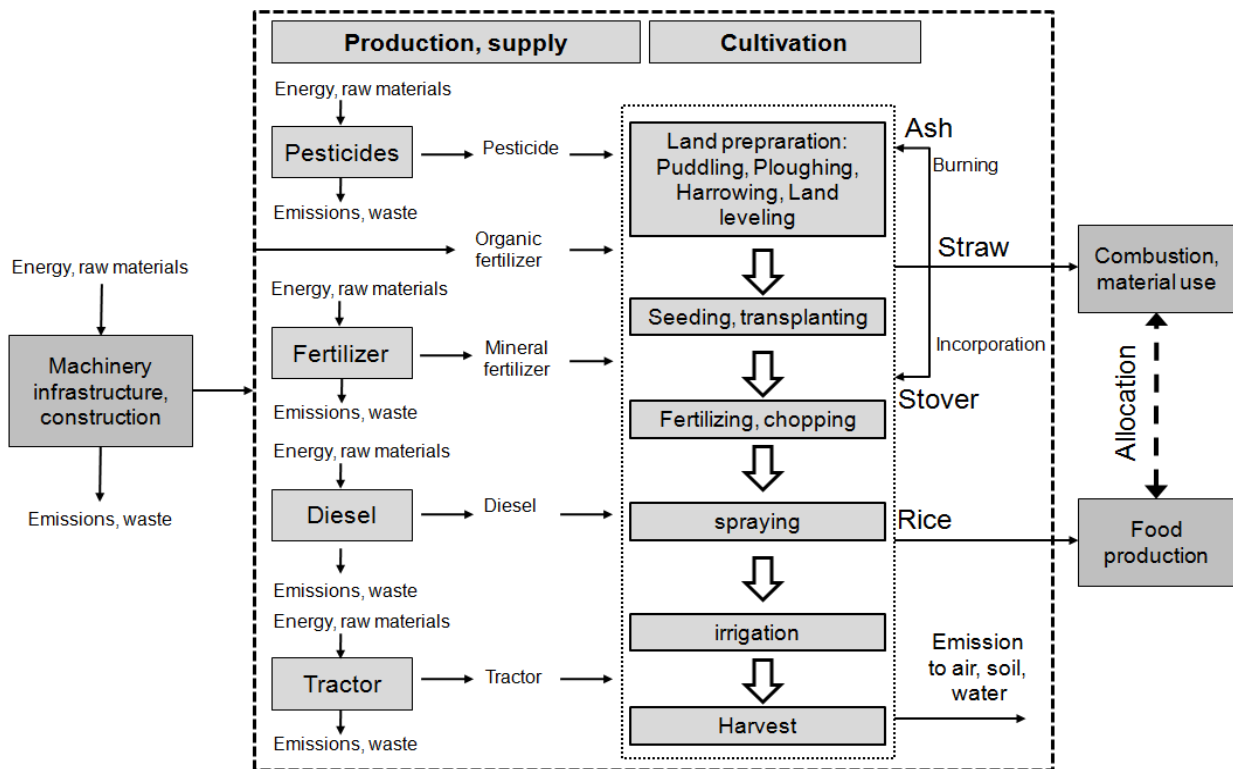 Production, supply
Cultivation
Energy, raw materials
Pesticides
Pesticide
Emissions, waste
Organic
fertilizer
Energy, raw materials
Fertilizer
Mineral
fertilizer
Emissions, waste
Energy, raw materials
Diesel
Diesel
Emissions, waste
Energy, raw materials
Tractor
Tractor
Emissions, waste
Energy, raw materials
Machinery
infrastructure,
construction
Emissions, waste
Land prepraration:
Puddling, Ploughing,
Harrowing, Land
leveling
Seeding, transplanting
Fertilizing, chopping
spraying
irrigation
Harvest
Ash
Burning
Straw
Incorporation
Stover
Rice
Emission
to air, soil,
water
Combustion,
material use
Allocation
Food
production